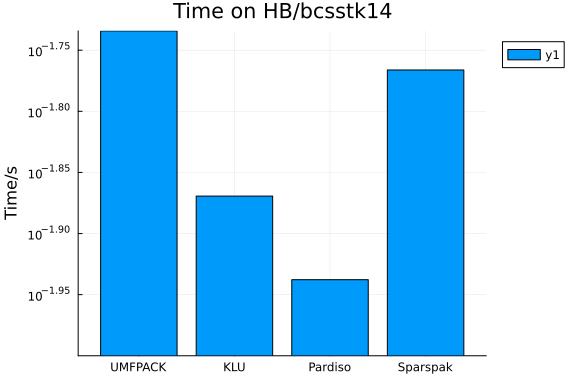 Time on HB/bcsstk14
y1
10^−1.75
10^−1.80
10^−1.85
10^−1.90
10^−1.95
Time/s
UMFPACK KLU Pardiso Sparspak